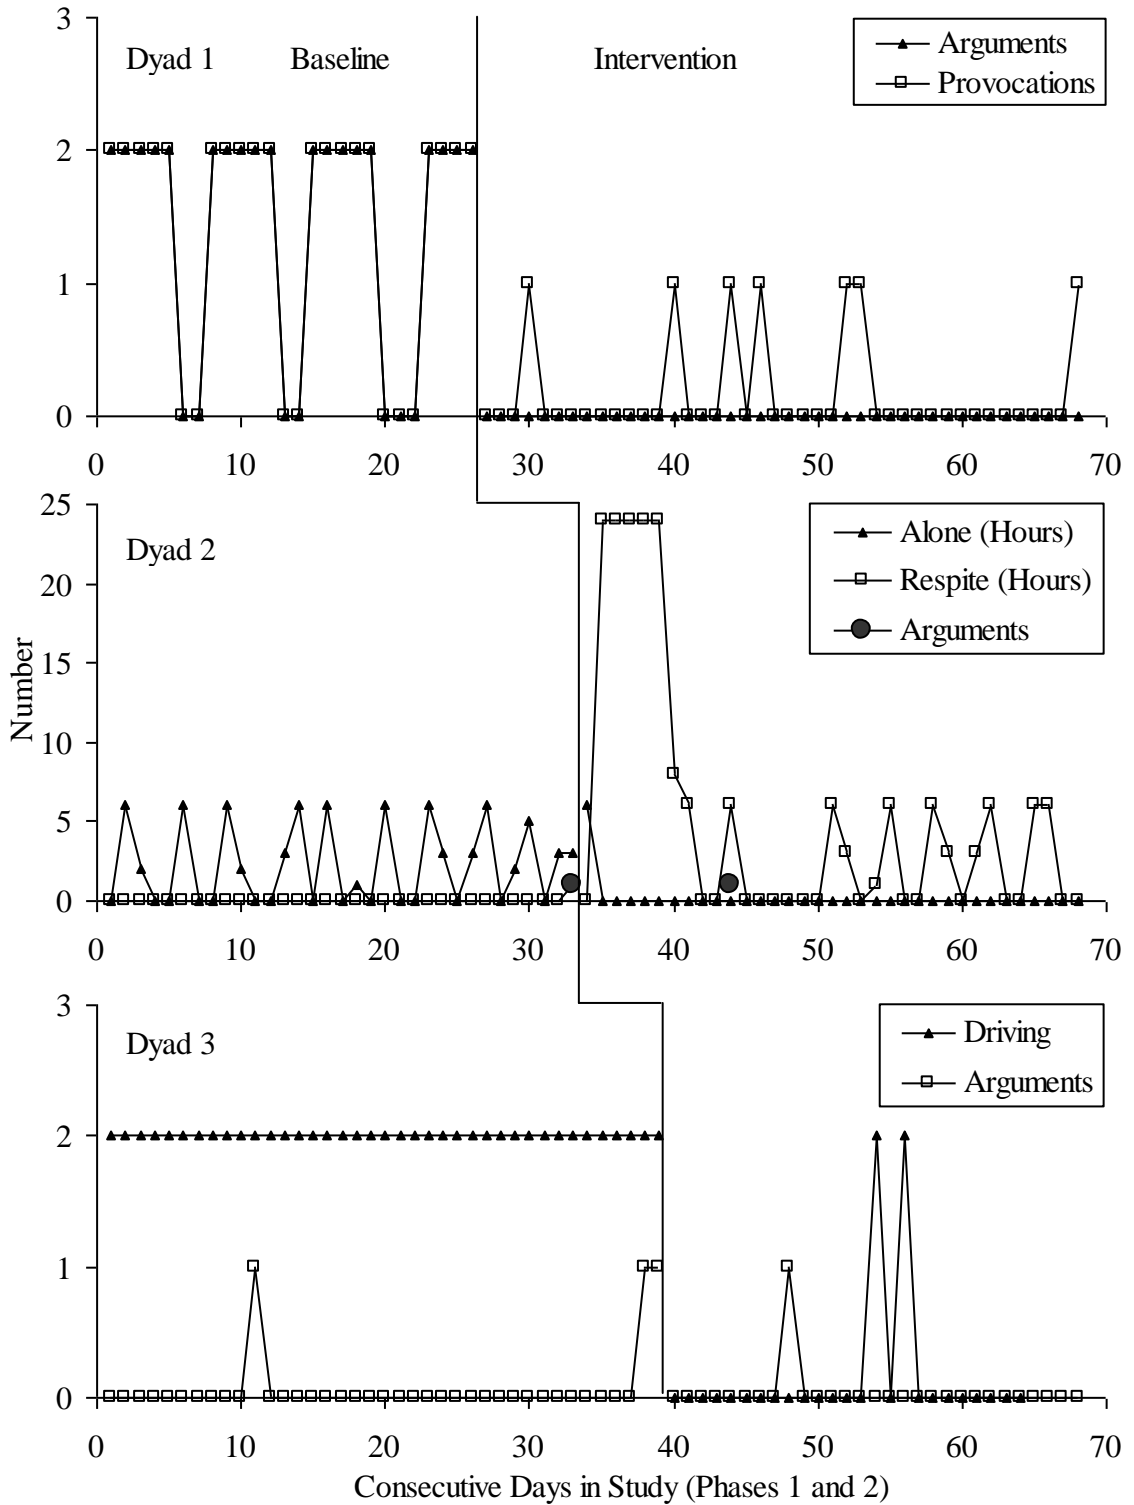 3
Dyad 1 Baseline Intervention
Arguments
Provocations
2
1
0
0 10 20 30 40 50 60 70
25
Dyad 2
Alone (Hours)
Respite (Hours)
Arguments
20
15
Number
10
5
0
0 10 20 30 40 50 60 70
3
Dyad 3
Driving
Arguments
2
1
0
0 10 20 30 40 50 60 70
Consecutive Days in Study (Phases 1 and 2)